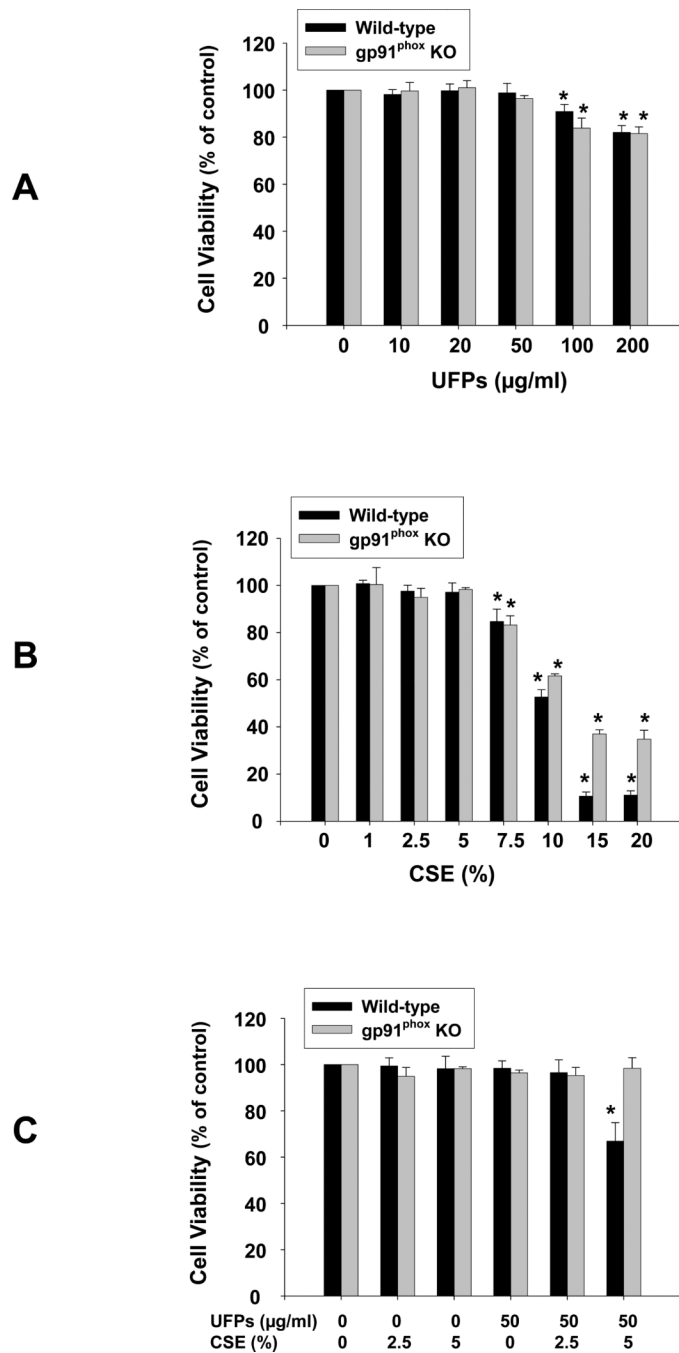 A
Wild-type
gp91phox KO
Cell Viability (% of control)
120
100
80
60
40
20
0
* * * *
0 10 20 50 100 200
UFPs (µg/ml)
B
Wild-type
gp91phox KO
Cell Viability (% of control)
120
100
80
60
40
20
0
* * * * * * * *
0 1 2.5 5 7.5 10 15 20
CSE (%)
C
Wild-type
gp91phox KO
Cell Viability (% of control)
120
100
80
60
40
20
0
*
UFPs (µg/ml) 0 0 0 50 50 50
CSE (%) 0 2.5 5 0 2.5 5